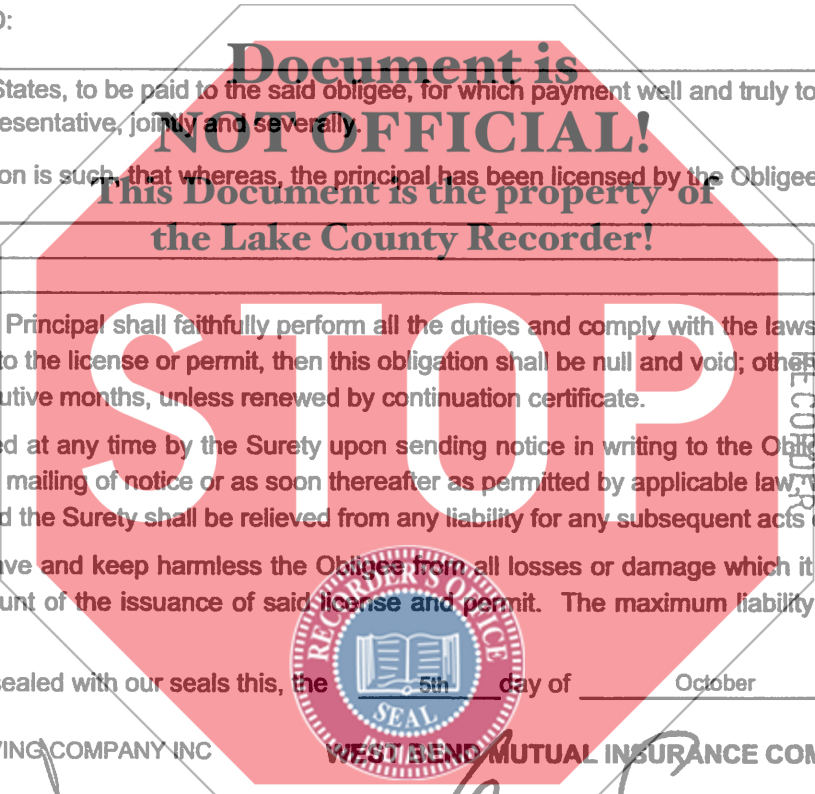 D:
Document is
States, to be paid to the said obligee, for which payment well and truly to
resentative, jointly and severally.
NOT OFFICIAL!
on is such, that whereas, the principal has been licensed by the Obligee
This Document is the property of
the Lake County Recorder!
STOP
Principal shall faithfully perform all the duties and comply with the laws
to the license or permit, then this obligation shall be null and void; othe
utive months, unless renewed by continuation certificate.
RECORDER
ed at any time by the Surety upon sending notice in writing to the Oblig
mailing of notice or as soon thereafter as permitted by applicable law,
d the Surety shall be relieved from any liability for any subsequent acts
ave and keep harmless the Obligee from all losses or damage which it
unt of the issuance of said license and permit. The maximum liability
RECORDER'S OFFICE
SEAL
sealed with our seals this, the 5th day of October
VING COMPANY INC WEST BEND MUTUAL INSURANCE COM